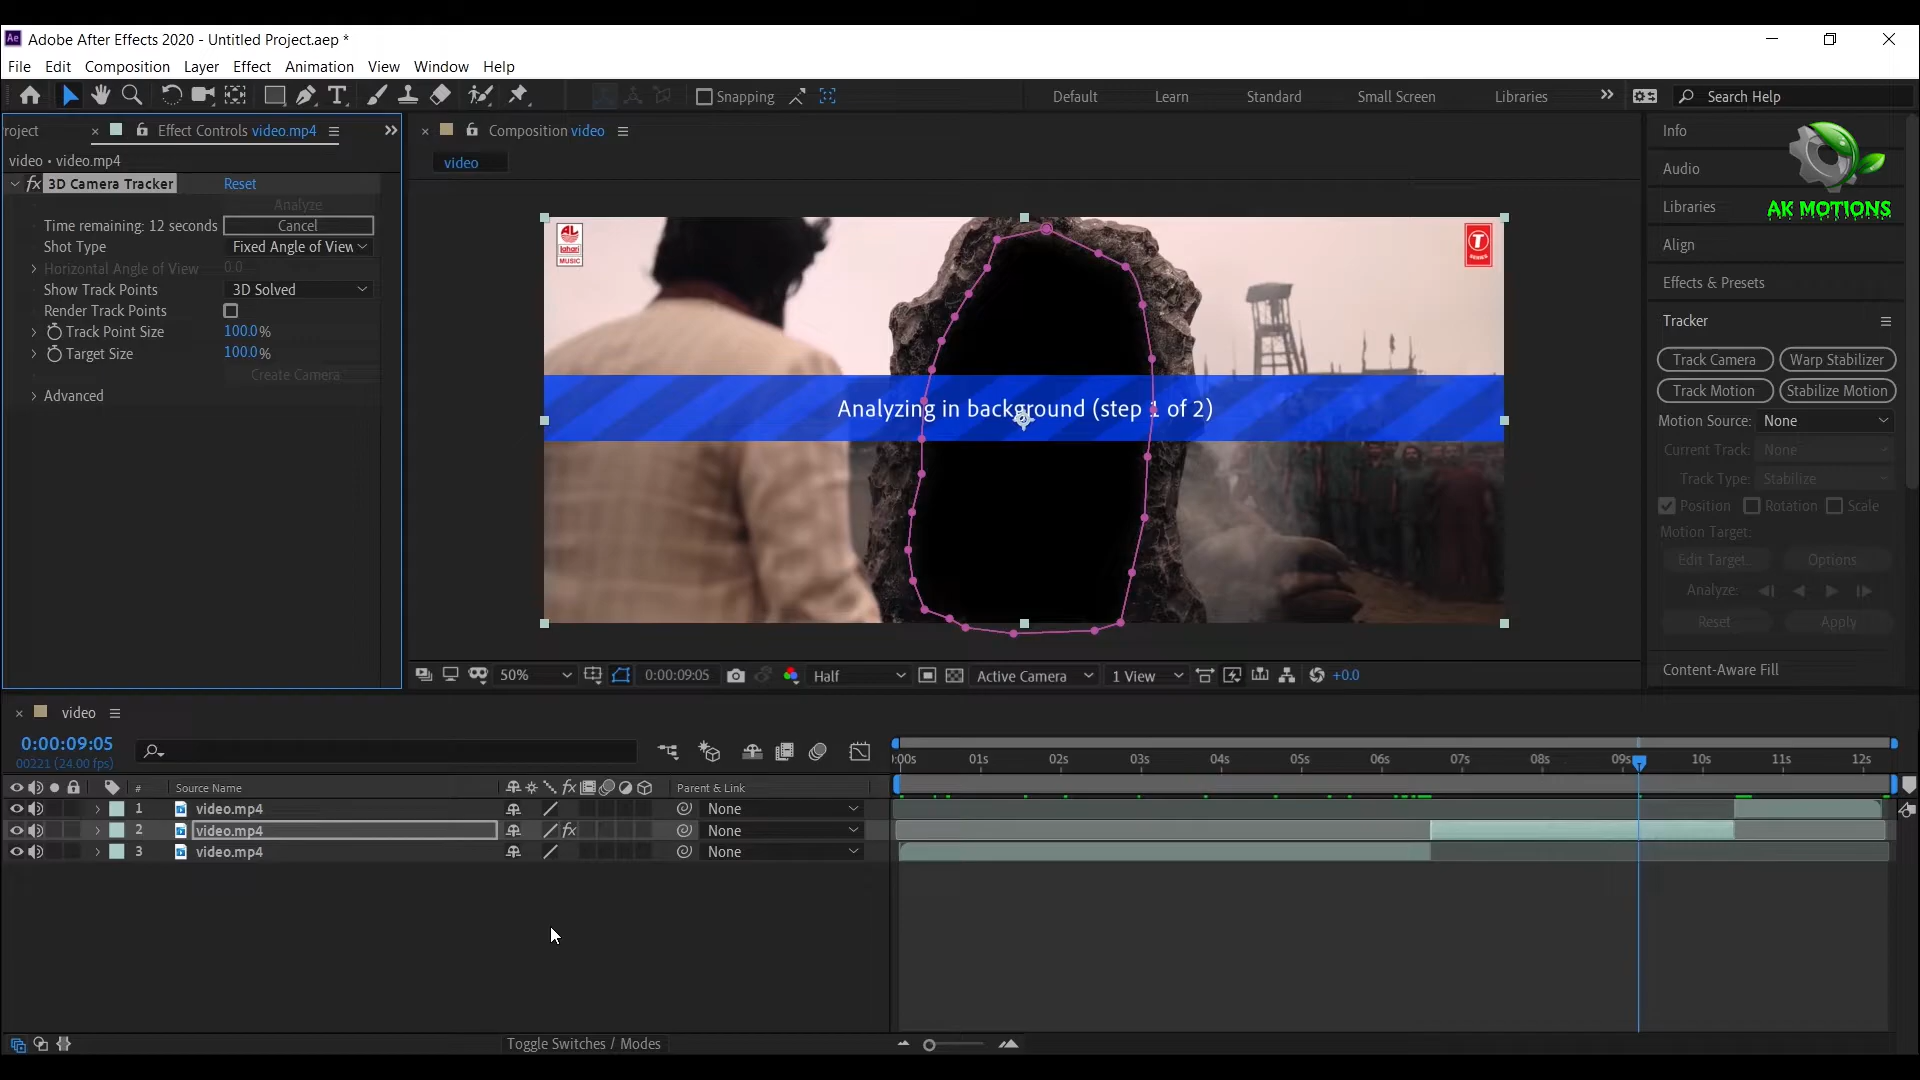 Adobe After Effects 2020 - Untitled Project.aep *
File Edit Composition Layer Effect Animation View Window Help
Snapping Default Learn Standard Small Screen Libraries Search Help
roject Effect Controls video.mp4
Composition video
video • video.mp4
video
fx 3D Camera Tracker Reset
Analyze
Time remaining: 12 seconds Cancel
Shot Type Fixed Angle of View
Horizontal Angle of View 0.0
Show Track Points 3D Solved
Render Track Points
Track Point Size 100.0%
Target Size 100.0%
Create Camera
Advanced
AL
lahari
MUSIC
T
SERIES
Analyzing in background (step 1 of 2)
50% 0:00:09:05 Half Active Camera 1 View +0.0
Info
Audio
Libraries
Align
Effects & Presets
Tracker
AK MOTIONS
Track Camera Warp Stabilizer
Track Motion Stabilize Motion
Motion Source: None
Current Track: None
Track Type: Stabilize
Position Rotation Scale
Motion Target:
Edit Target... Options...
Analyze:
Reset Apply
Content-Aware Fill
video
0:00:09:05
00221 (24.00 fps)
:00s 01s 02s 03s 04s 05s 06s 07s 08s 09s 10s 11s 12s
# Source Name fx Parent & Link
1 video.mp4 None
2 video.mp4 fx None
3 video.mp4 None
Toggle Switches / Modes